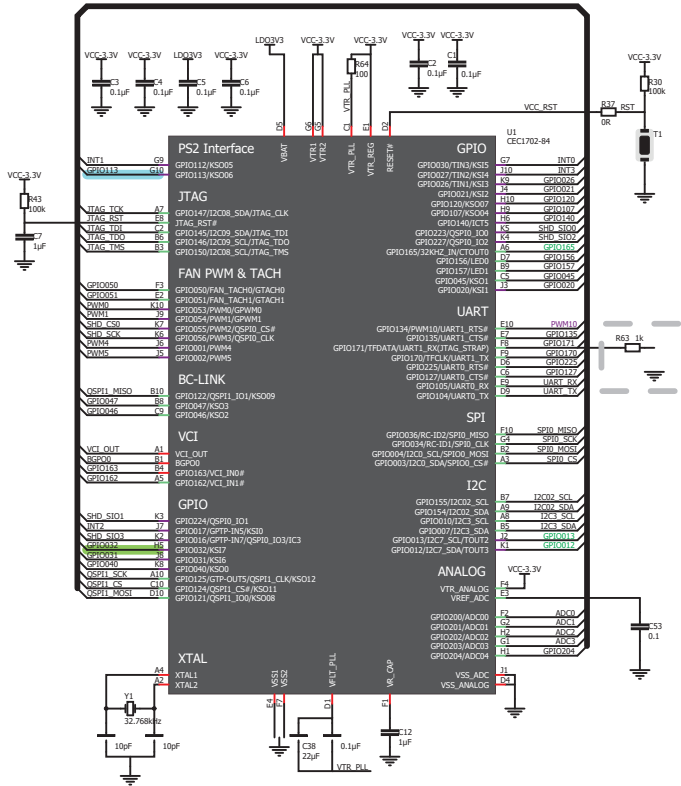 LDO3V3 VCC-3.3V VCC-3.3V VCC-3.3V VCC-3.3V
VCC-3.3V VCC-3.3V LDO3V3 VCC-3.3V
C3 0.1µF
C4 0.1µF
C5 0.1µF
C6 0.1µF
R64 100
VTR_PLL
C2 0.1µF
C1 0.1µF
VCC-3.3V
R30 100k
VCC_RST
R37 RST
0R
T1
D5 G6 G5 C1 E1 D2
VBAT VTR1 VTR2 VTR_PLL VTR_REG RESET#
U1
CEC1702-84
PS2 Interface
INT1 G9 GPIO112/KSO05
GPIO113 G10 GPIO113/KSO06
VCC-3.3V
R43 100k
C7 1µF
JTAG
JTAG_TCK A7 GPIO147/I2C08_SDA/JTAG_CLK
JTAG_RST E8 JTAG_RST#
JTAG_TDI C2 GPIO145/I2C09_SDA/JTAG_TDI
JTAG_TDO B6 GPIO146/I2C09_SCL/JTAG_TDO
JTAG_TMS B3 GPIO150/I2C08_SCL/JTAG_TMS
FAN PWM & TACH
GPIO050 F3 GPIO050/FAN_TACH0/GTACH0
GPIO051 E2 GPIO051/FAN_TACH1/GTACH1
PWM0 K10 GPIO053/PWM0/GPWM0
PWM1 J9 GPIO054/PWM1/GPWM1
SHD_CS0 K7 GPIO055/PWM2/QSPI0_CS#
SHD_SCK K6 GPIO056/PWM3/QSPI0_CLK
PWM4 J6 GPIO001/PWM4
PWM5 J5 GPIO002/PWM5
BC-LINK
QSPI1_MISO B10 GPIO122/QSPI1_IO1/KSO09
GPIO047 B8 GPIO047/KSO3
GPIO046 C9 GPIO046/KSO2
VCI
VCI_OUT A1 VCI_OUT
BGPO0 B1 BGPO0
GPIO163 B4 GPIO163/VCI_IN0#
GPIO162 A5 GPIO162/VCI_IN1#
GPIO
SHD_SIO1 K3 GPIO224/QSPI0_IO1
INT2 J7 GPIO017/GPTP-IN5/KSI0
SHD_SIO3 K2 GPIO016/GPTP-IN7/QSPI0_IO3/IC3
GPIO032 H5 GPIO032/KSI7
GPIO031 J8 GPIO031/KSI6
GPIO040 K8 GPIO040/KSO0
QSPI1_SCK A10 GPIO125/GTP-OUT5/QSPI1_CLK/KSO12
QSPI1_CS C10 GPIO124/QSPI1_CS#/KSO11
QSPI1_MOSI D10 GPIO121/QSPI1_IO0/KSO08
XTAL
A4 XTAL1
A2 XTAL2
Y1
32.768kHz
10pF 10pF
GPIO
GPIO030/TIN3/KSI5 G7 INT0
GPIO027/TIN2/KSI4 J10 INT3
GPIO026/TIN1/KSI3 K9 GPIO026
GPIO021/KSI2 J4 GPIO021
GPIO120/KSO07 H10 GPIO120
GPIO107/KSO04 H9 GPIO107
GPIO140/ICT5 H6 GPIO140
GPIO223/QSPI0_IO0 K5 SHD_SIO0
GPIO227/QSPI0_IO2 K4 SHD_SIO2
GPIO165/32KHZ_IN/CTOUT0 A6 GPIO165
GPIO156/LED0 D7 GPIO156
GPIO157/LED1 B9 GPIO157
GPIO045/KSO1 C5 GPIO045
GPIO020/KSI1 J3 GPIO020
UART
GPIO134/PWM10/UART1_RTS# E10 PWM10
GPIO135/UART1_CTS# E7 GPIO135
GPIO171/TFDATA/UART1_RX(JTAG_STRAP) F8 GPIO171
GPIO170/TFCLK/UART1_TX F9 GPIO170
GPIO225/UART0_RTS# D6 GPIO225
GPIO127/UART0_CTS# C6 GPIO127
GPIO105/UART0_RX E9 UART_RX
GPIO104/UART0_TX D9 UART_TX
R63 1k
SPI
GPIO036/RC-ID2/SPI0_MISO F10 SPI0_MISO
GPIO034/RC-ID1/SPI0_CLK G4 SPI0_SCK
GPIO004/I2C0_SCL/SPI0_MOSI B2 SPI0_MOSI
GPIO003/I2C0_SDA/SPI0_CS# A3 SPI0_CS
I2C
GPIO155/I2C02_SCL B7 I2C02_SCL
GPIO154/I2C02_SDA A9 I2C02_SDA
GPIO010/I2C3_SCL A8 I2C3_SCL
GPIO007/I2C3_SDA B5 I2C3_SDA
GPIO013/I2C7_SCL/TOUT2 J2 GPIO013
GPIO012/I2C7_SDA/TOUT3 K1 GPIO012
ANALOG
VCC-3.3V
VTR_ANALOG F4
VREF_ADC E3
GPIO200/ADC00 F2 ADC0
GPIO201/ADC01 G2 ADC1
GPIO202/ADC02 H2 ADC2
GPIO203/ADC03 G1 ADC3
GPIO204/ADC04 H1 GPIO204
C53 0.1
VSS_ADC J1
VSS_ANALOG D4
VSS1 VSS2 VFLT_PLL VR_CAP
E4 F7 D1 F1
C38 22µF
0.1µF
C12 1µF
VTR_PLL